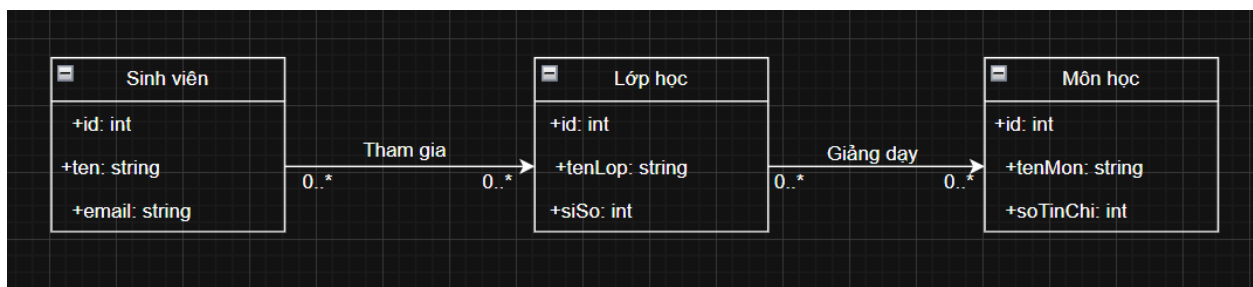 Sinh viên
+id: int
+ten: string
+email: string
Tham gia
0..*
0..*
Lớp học
+id: int
+tenLop: string
+siSo: int
Giảng dạy
0..*
0..*
Môn học
+id: int
+tenMon: string
+soTinChi: int